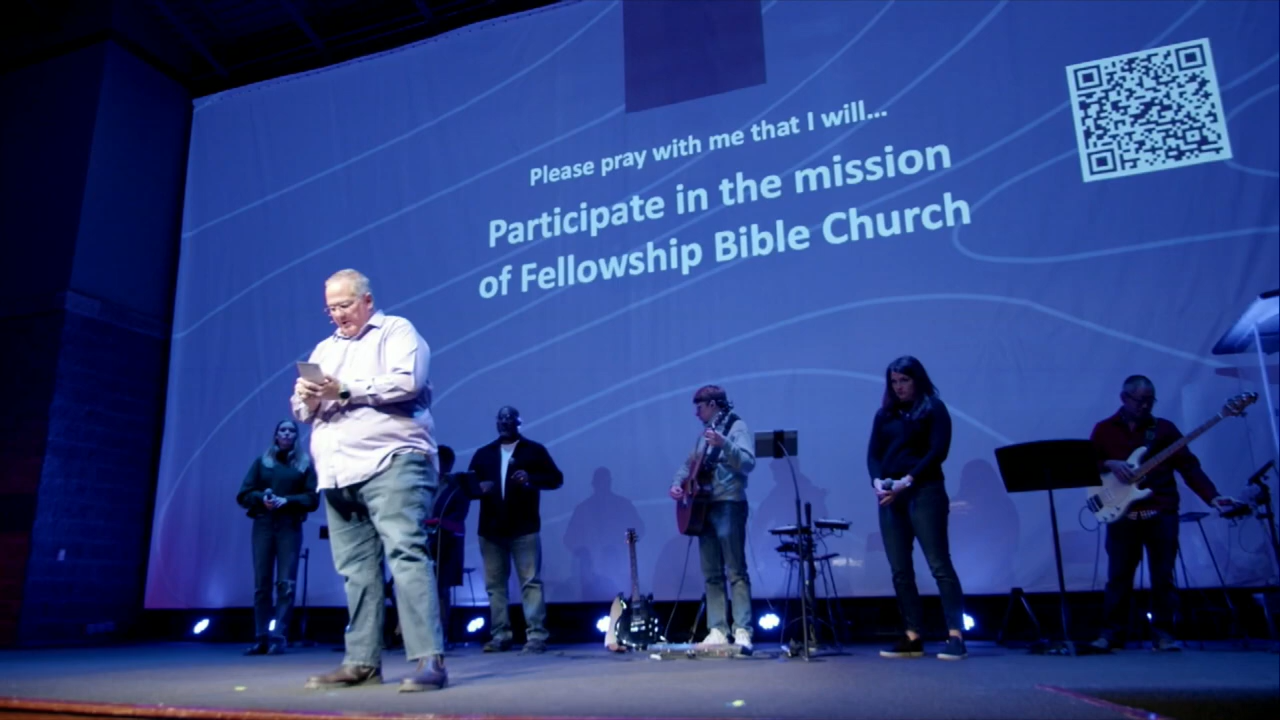 Please pray with me that I will...
Participate in the mission
of Fellowship Bible Church